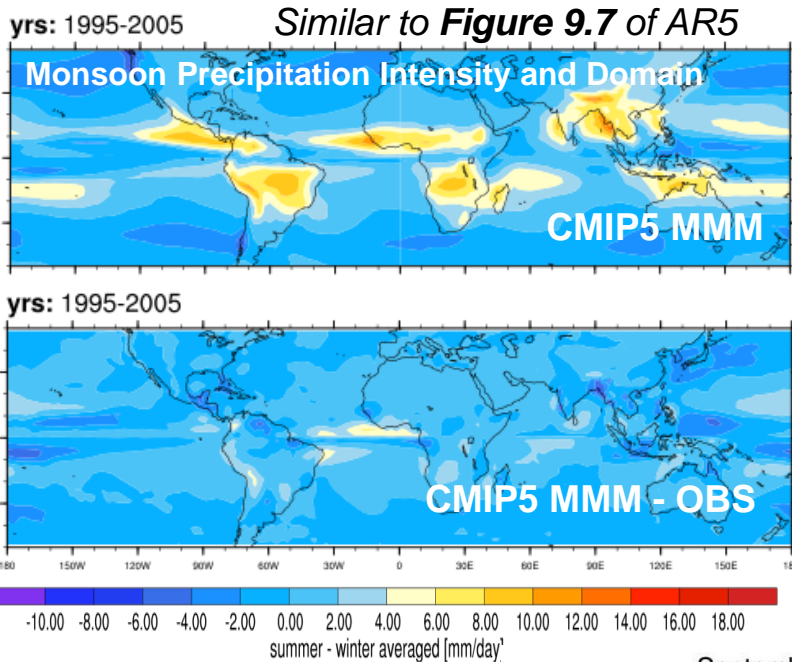 yrs: 1995-2005 Similar to Figure 9.7 of AR5
Monsoon Precipitation Intensity and Domain
CMIP5 MMM
yrs: 1995-2005
CMIP5 MMM - OBS
180 150W 120W 90W 60W 30W 0 30E 60E 90E 120E 150E
-10.00 -8.00 -6.00 -4.00 -2.00 0.00 2.00 4.00 6.00 8.00 10.00 12.00 14.00 16.00 18.00
summer - winter averaged [mm/day]